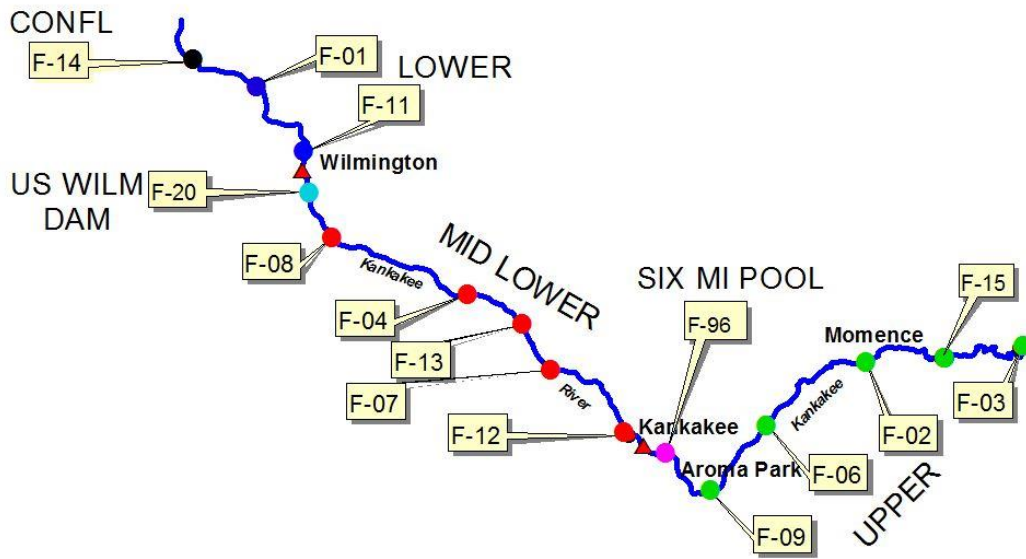 CONFL
F-14
F-01
LOWER
F-11
Wilmington
US WILM
DAM
F-20
F-08
Kankakee
MID LOWER
F-04
F-13
F-07
River
F-12
SIX MI POOL
F-96
Kankakee
Aroma Park
F-09
Momence
F-15
Kankakee
F-03
F-02
F-06
UPPER